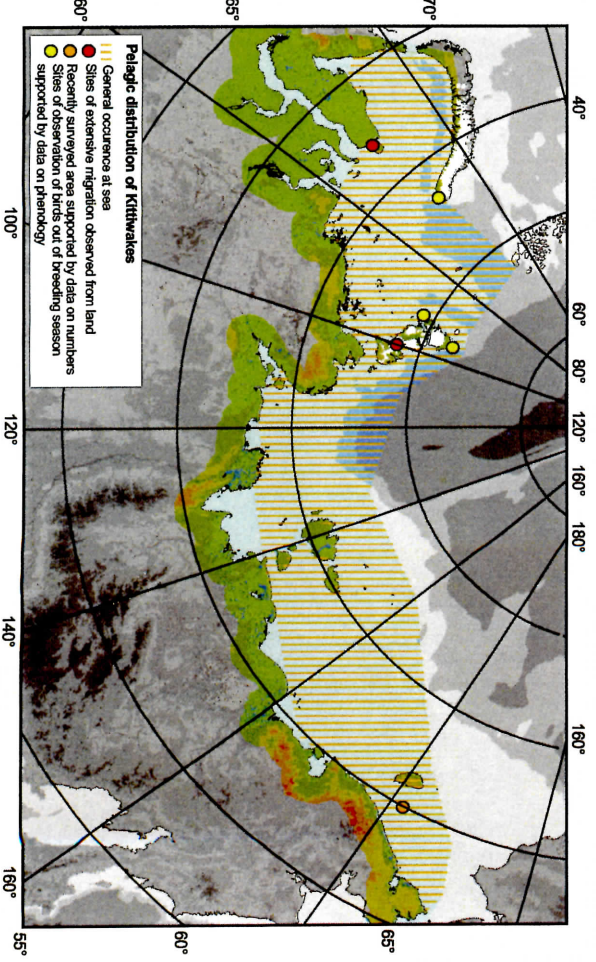 40°
60°
80°
120°
160°
180°
160°
70°
65°
60°
65°
60°
55°
Pelagic distribution of Kittiwakes
General occurence at sea
Sites of extensive migration observed from land
Recently surveyed area supported by data on numbers
Sites of observation of birds out of breeding season
supported by data on phenology
100°
120°
140°
160°